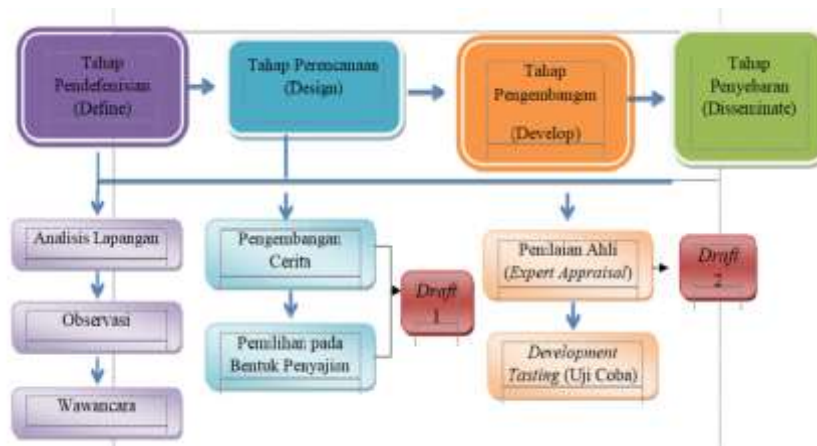 Tahap
Pendefenisian
(Define)
Tahap Perencanaan
(Design)
Tahap
Pengembangan
(Develop)
Tahap
Penyebaran
(Disseminate)
Analisis Lapangan
Observasi
Wawancara
Pengembangan
Cerita
Pemilihan pada
Bentuk Penyajian
Draft
1
Penilaian Ahli
(Expert Appraisal)
Development
Tasting (Uji Coba)
Draft
2